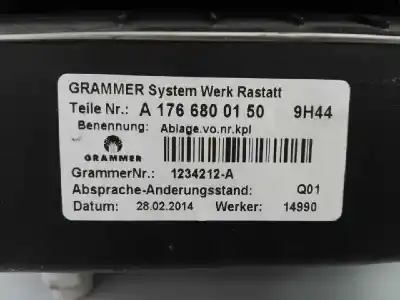 GRAMMER System Werk Rastatt
Teile Nr.: A 176 680 01 50 9H44
Benennung: Ablage.vo.nr.kpl
GRAMMER
GrammerNr.: 1234212-A
Absprache-Anderungsstand: Q01
Datum: 28.02.2014 Werker: 14990